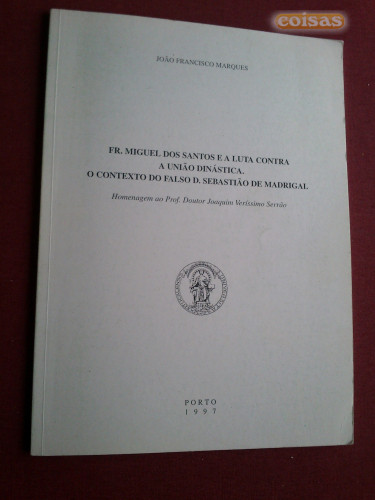 coisas
JOÃO FRANCISCO MARQUES
FR. MIGUEL DOS SANTOS E A LUTA CONTRA
A UNIÃO DINÁSTICA.
O CONTEXTO DO FALSO D. SEBASTIÃO DE MADRIGAL
Homenagem ao Prof. Doutor Joaquim Veríssimo Serrão
PORTO
1997